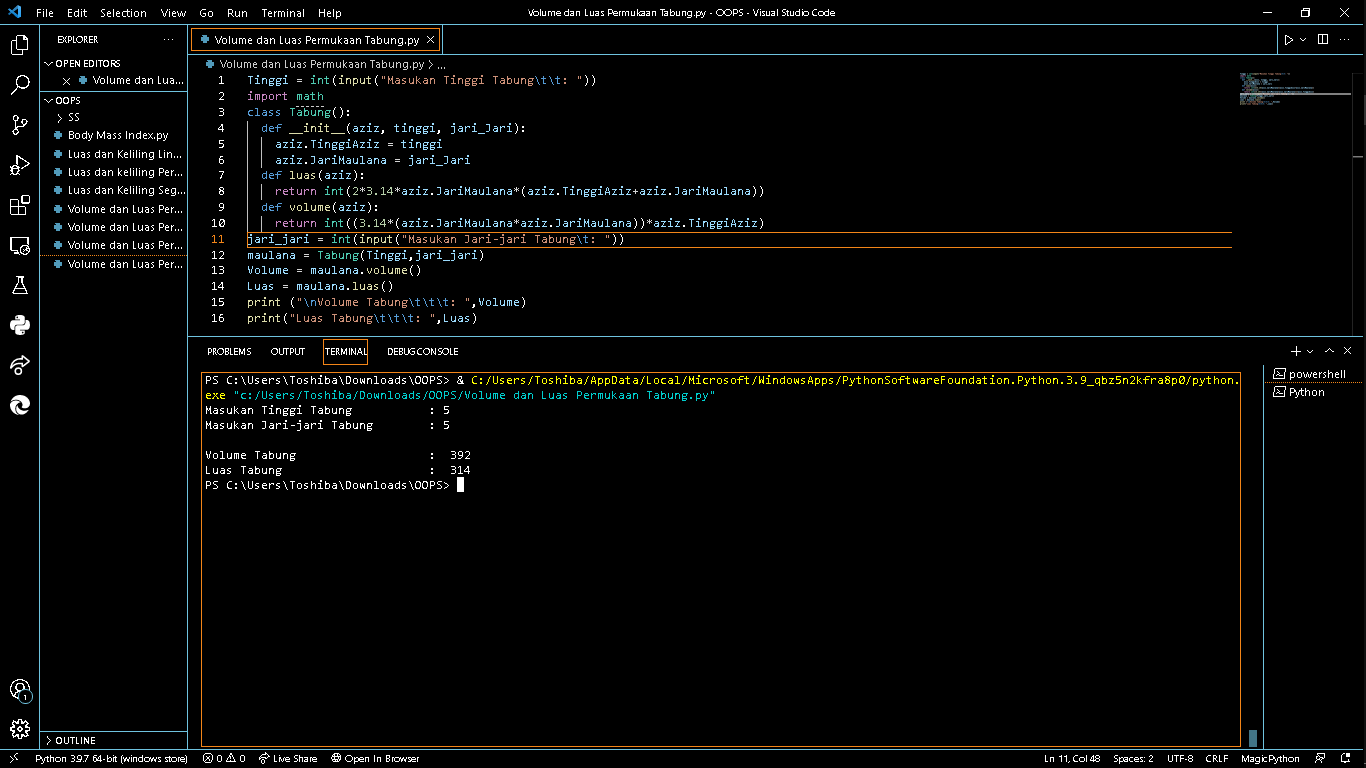 File Edit Selection View Go Run Terminal Help
Volume dan Luas Permukaan Tabung.py - OOPS - Visual Studio Code
EXPLORER ...
OPEN EDITORS
Volume dan Lua...
OOPS
SS
Body Mass Index.py
Luas dan Keliling Lin...
Luas dan keliling Per...
Luas dan Keliling Seg...
Volume dan Luas Per...
Volume dan Luas Per...
Volume dan Luas Per...
Volume dan Luas Per...
OUTLINE
Volume dan Luas Permukaan Tabung.py
Volume dan Luas Permukaan Tabung.py > ...
1 Tinggi = int(input("Masukan Tinggi Tabung\t\t: "))
2 import math
3 class Tabung():
4 def __init__(aziz, tinggi, jari_Jari):
5 aziz.TinggiAziz = tinggi
6 aziz.JariMaulana = jari_Jari
7 def luas(aziz):
8 return int(2*3.14*aziz.JariMaulana*(aziz.TinggiAziz+aziz.JariMaulana))
9 def volume(aziz):
10 return int((3.14*(aziz.JariMaulana*aziz.JariMaulana))*aziz.TinggiAziz)
11 jari_jari = int(input("Masukan Jari-jari Tabung\t: "))
12 maulana = Tabung(Tinggi,jari_jari)
13 Volume = maulana.volume()
14 Luas = maulana.luas()
15 print ("\nVolume Tabung\t\t\t: ",Volume)
16 print("Luas Tabung\t\t\t: ",Luas)
PROBLEMS OUTPUT TERMINAL DEBUG CONSOLE
PS C:\Users\Toshiba\Downloads\OOPS> & C:/Users/Toshiba/AppData/Local/Microsoft/WindowsApps/PythonSoftwareFoundation.Python.3.9_qbz5n2kfra8p0/python.
exe "c:/Users/Toshiba/Downloads/OOPS/Volume dan Luas Permukaan Tabung.py"
Masukan Tinggi Tabung : 5
Masukan Jari-jari Tabung : 5
Volume Tabung : 392
Luas Tabung : 314
PS C:\Users\Toshiba\Downloads\OOPS>
powershell
Python
1
Python 3.9.7 64-bit (windows store) 0 0 Live Share Open In Browser Ln 11, Col 48 Spaces: 2 UTF-8 CRLF MagicPython